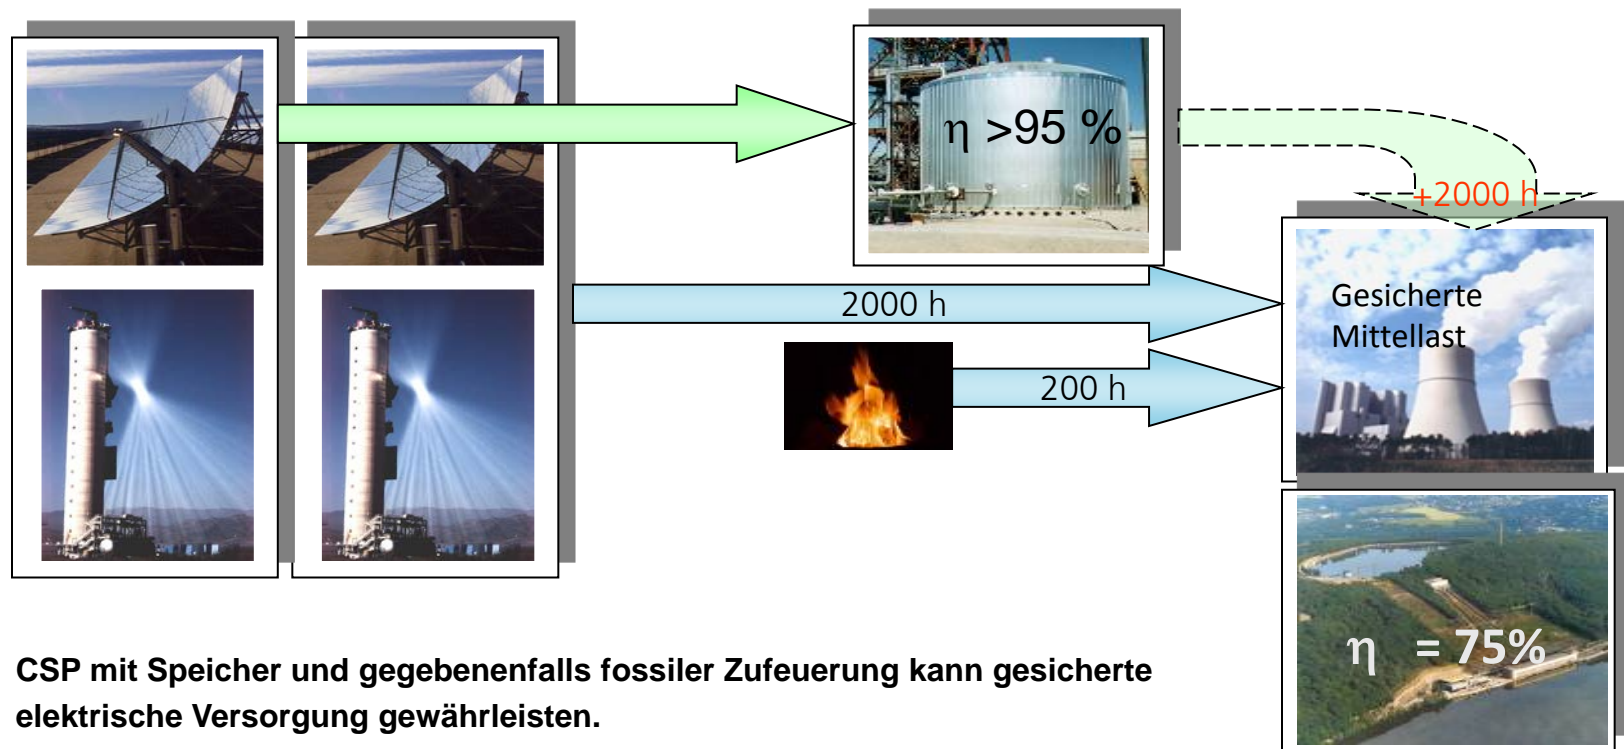 η >95 %
+2000 h
2000 h
Gesicherte
Mittellast
200 h
η = 75%
CSP mit Speicher und gegebenenfalls fossiler Zufeuerung kann gesicherte
elektrische Versorgung gewährleisten.